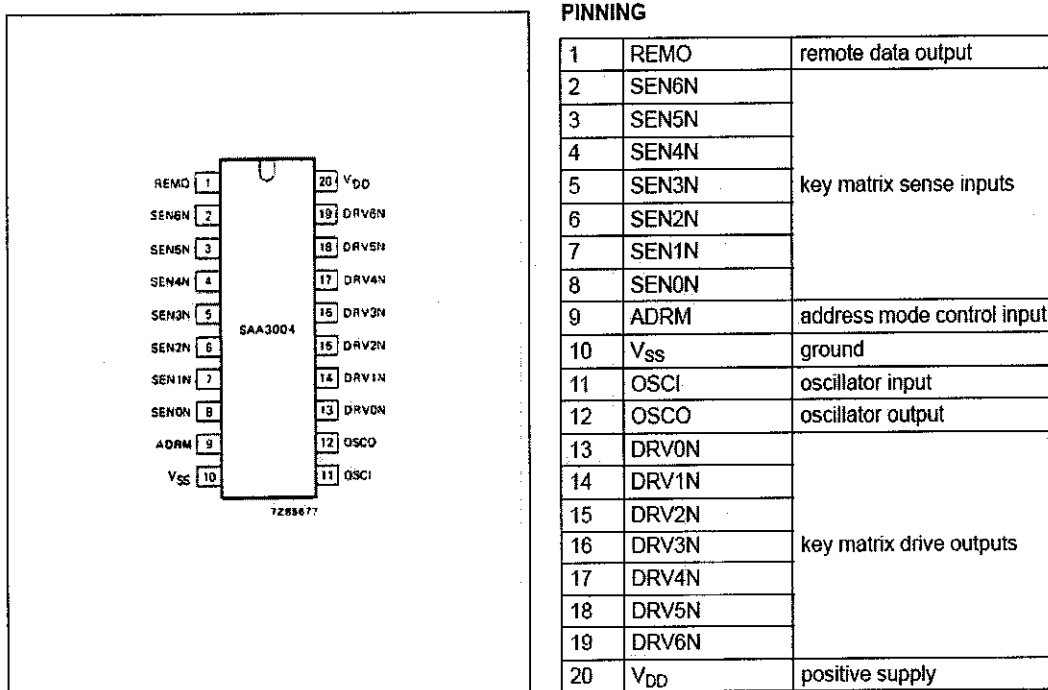 PINNING
REMO 1 20 VDD
SEN6N 2 19 DRV6N
SEN5N 3 18 DRV5N
SEN4N 4 17 DRV4N
SEN3N 5 16 DRV3N
SAA3004
SEN2N 6 15 DRV2N
SEN1N 7 14 DRV1N
SEN0N 8 13 DRV0N
ADRM 9 12 OSCO
VSS 10 11 OSCI
7Z85677
1 REMO remote data output
2 SEN6N
3 SEN5N
4 SEN4N
5 SEN3N key matrix sense inputs
6 SEN2N
7 SEN1N
8 SEN0N
9 ADRM address mode control input
10 VSS ground
11 OSCI oscillator input
12 OSCO oscillator output
13 DRV0N
14 DRV1N
15 DRV2N
16 DRV3N key matrix drive outputs
17 DRV4N
18 DRV5N
19 DRV6N
20 VDD positive supply